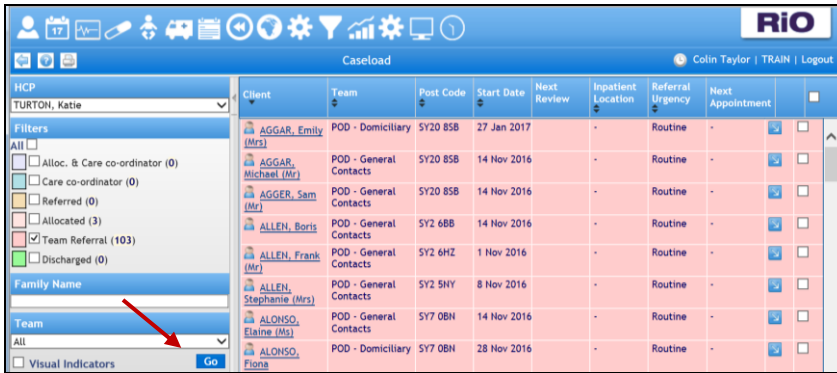 17
RiO
Caseload
Colin Taylor | TRAIN | Logout
HCP
TURTON, Katie
Filters
All
Alloc. & Care co-ordinator (0)
Care co-ordinator (0)
Referred (0)
Allocated (3)
Team Referral (103)
Discharged (0)
Family Name
Team
All
Visual Indicators
Go
Client Team Post Code Start Date Next Review Inpatient Location Referral Urgency Next Appointment
AGGAR, Emily (Mrs) POD - Domiciliary SY20 8SB 27 Jan 2017 - Routine -
AGGAR, Michael (Mr) POD - General Contacts SY20 8SB 14 Nov 2016 - Routine -
AGGER, Sam (Mr) POD - General Contacts SY20 8SB 14 Nov 2016 - Routine -
ALLEN, Boris POD - General Contacts SY2 6BB 14 Nov 2016 - Routine -
ALLEN, Frank (Mr) POD - General Contacts SY2 6HZ 1 Nov 2016 - Routine -
ALLEN, Stephanie (Mrs) POD - General Contacts SY2 5NY 8 Nov 2016 - Routine -
ALONSO, Elaine (Ms) POD - General Contacts SY7 0BN 14 Nov 2016 - Routine -
ALONSO, Fiona POD - Domiciliary SY7 0BN 28 Nov 2016 - Routine -